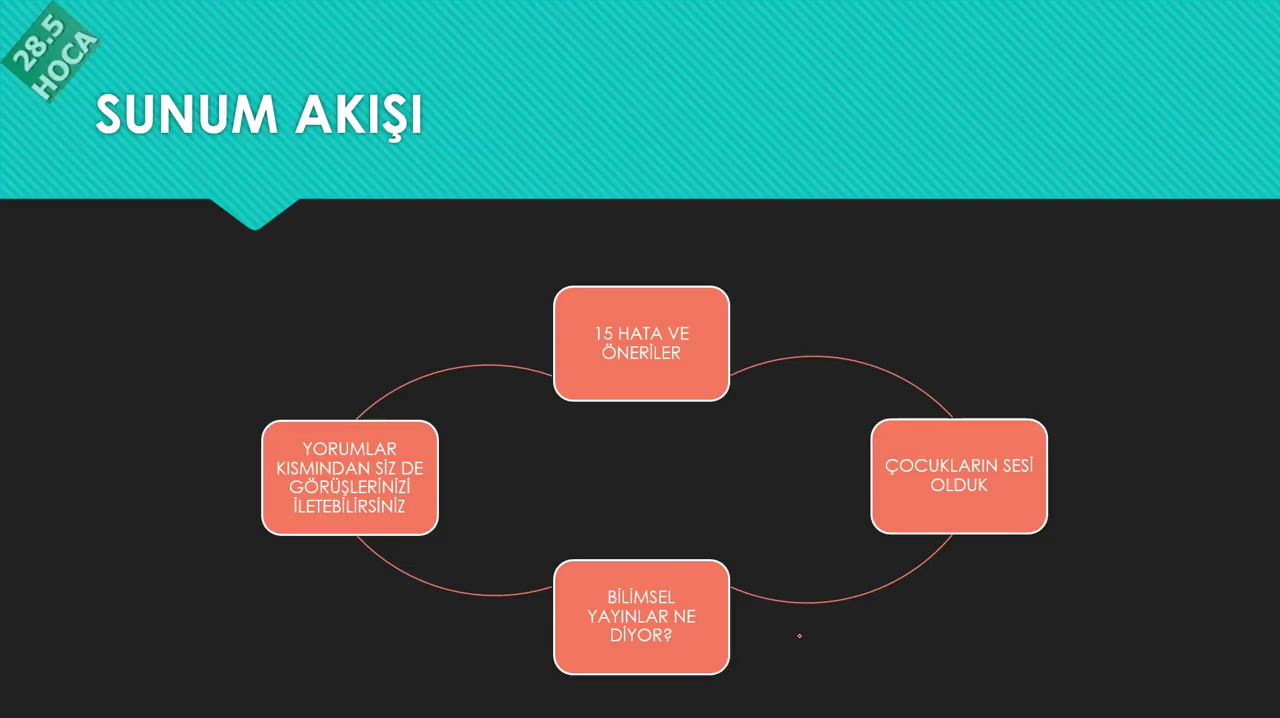 28.5
HOCA
SUNUM AKIŞI
15 HATA VE
ÖNERİLER
ÇOCUKLARIN SESİ
OLDUK
BİLİMSEL
YAYINLAR NE
DİYOR?
YORUMLAR
KISMINDAN SİZ DE
GÖRÜŞLERİNİZİ
İLETEBİLİRSİNİZ